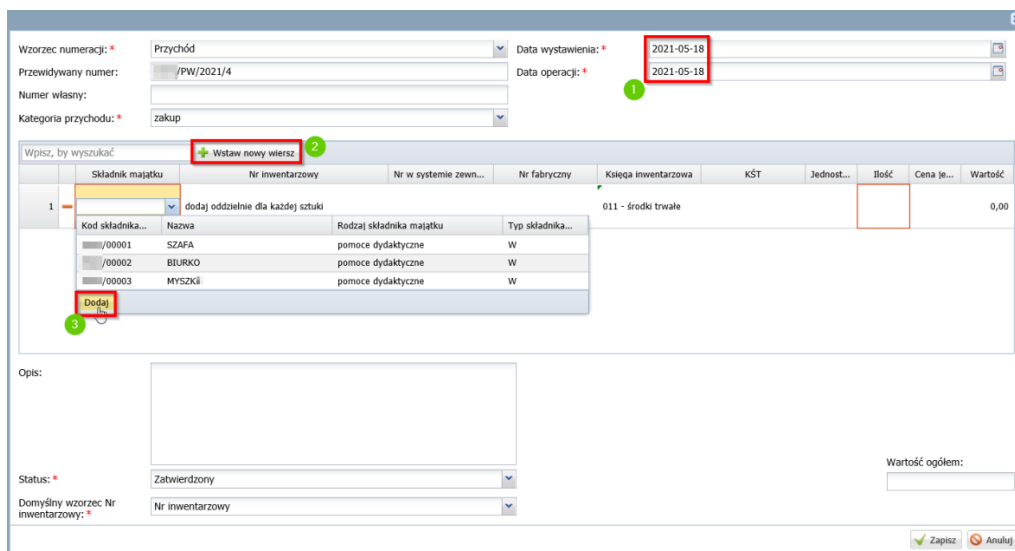 Wzorzec numeracji: * Przychód Data wystawienia: * 2021-05-18
Przewidywany numer: /PW/2021/4 Data operacji: * 2021-05-18
1
Numer własny:
Kategoria przychodu: * zakup
Wpisz, by wyszukać Wstaw nowy wiersz 2
Składnik majątku Nr inwentarzowy Nr w systemie zewn... Nr fabryczny Księga inwentarzowa KŚT Jednost... Ilość Cena je... Wartość
1 dodaj oddzielnie dla każdej sztuki 011 - środki trwałe 0,00
Kod składnika... Nazwa Rodzaj składnika majątku Typ składnika...
/00001 SZAFA pomoce dydaktyczne W
/00002 BIURKO pomoce dydaktyczne W
/00003 pomoce dydaktyczne W
Dodaj
3
Opis:
Wartość ogółem:
Status: * Zatwierdzony
Domyślny wzorzec Nr
inwentarzowy: * Nr inwentarzowy
Zapisz Anuluj